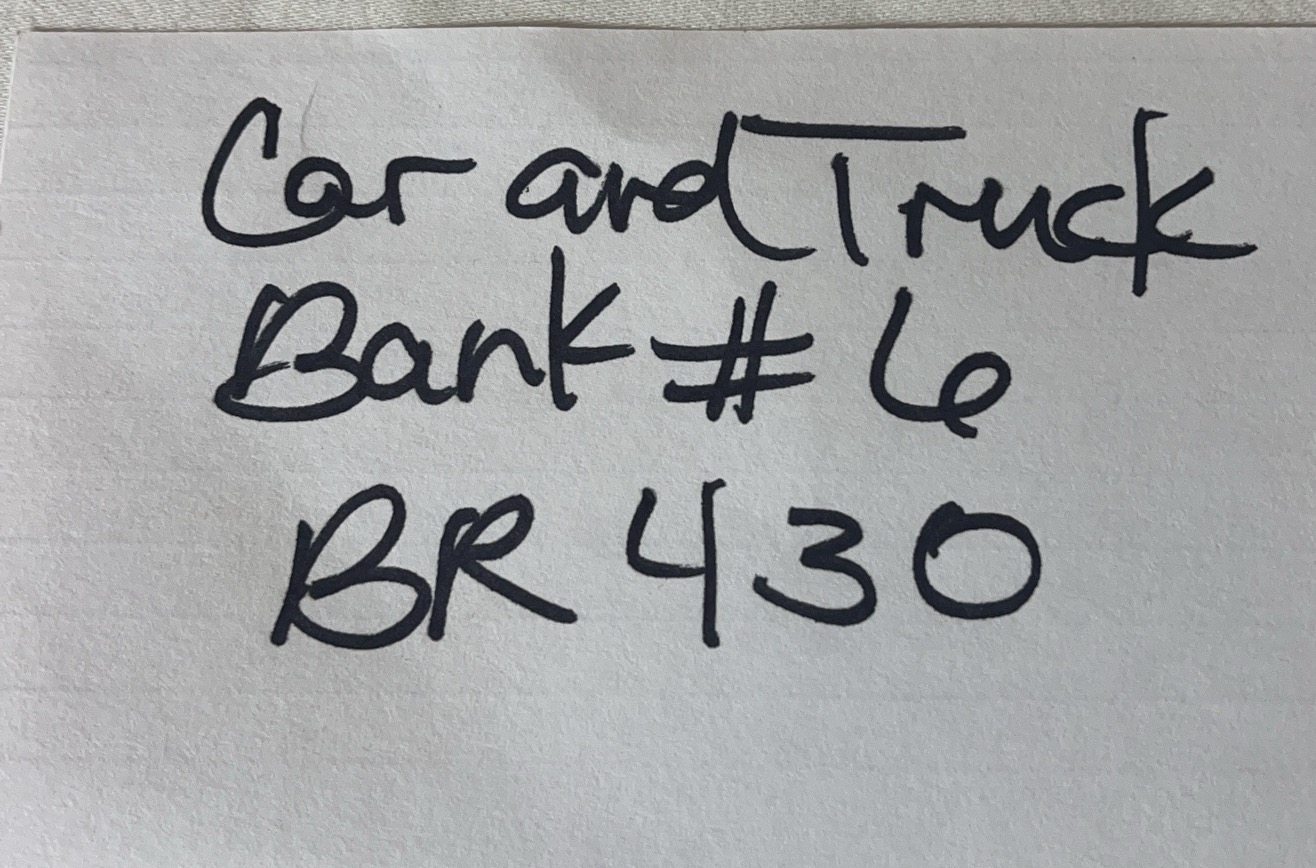 Car and Truck
Bank # 6
BR 430